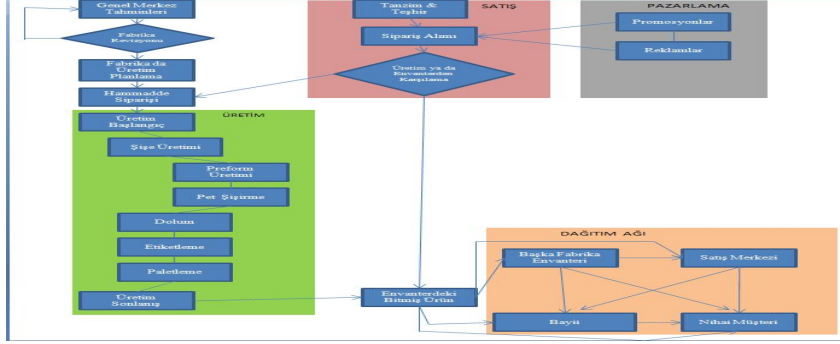 Genel Merkez
Tahminleri
Fabrika
Revizyonu
Fabrika da
Üretim
Planlama
Hammadde
Siparişi
ÜRETİM
Üretim
Başlangıç
Şişe Üretimi
Preform
Üretimi
Pet Şişirme
Dolum
Etiketleme
Paletleme
Üretim
Sonlanış
SATIŞ
Tanzim &
Teşhir
Sipariş Alımı
Üretim ya da
Envanterden
Karşılama
PAZARLAMA
Promosyonlar
Reklamlar
Envanterdeki
Bitmiş Ürün
DAĞITIM AĞI
Başka Fabrika
Envanteri
Satış Merkezi
Bayii
Nihai Müşteri